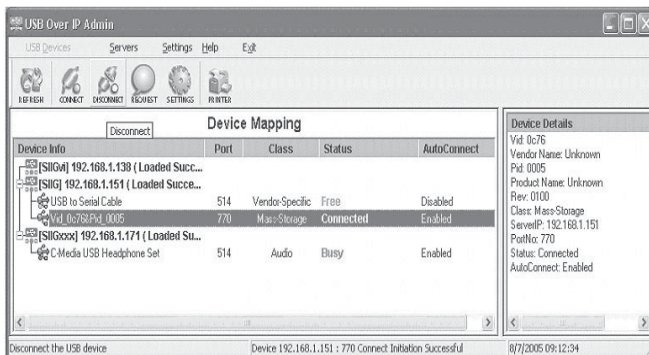 USB Over IP Admin
USB Devices Servers Settings Help Exit
REFRESH CONNECT DISCONNECT REQUEST SETTINGS PRINTER
Disconnect
Device Mapping
Device Info Port Class Status AutoConnect
[SIIGvi] 192.168.1.138 ( Loaded Succ...
[SIIG] 192.168.1.151 ( Loaded Succe...
USB to Serial Cable 514 Vendor-Specific Free Disabled
Vid_0c76&Pid_0005 770 Mass-Storage Connected Enabled
[SIIGxxx] 192.168.1.171 ( Loaded Su...
C-Media USB Headphone Set 514 Audio Busy Enabled
Device Details
Vid: 0c76
Vendor Name: Unknown
Pid: 0005
Product Name: Unknown
Rev: 0100
Class: Mass-Storage
ServerIP: 192.168.1.151
PortNo: 770
Status: Connected
AutoConnect: Enabled
Disconnect the USB device Device 192.168.1.151 : 770 Connect Initiation Successful 8/7/2005 09:12:34